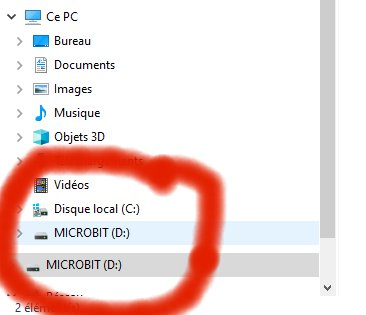 Ce PC
Bureau
Documents
Images
Musique
Objets 3D
Vidéos
Disque local (C:)
MICROBIT (D:)
MICROBIT (D:)
2 élém